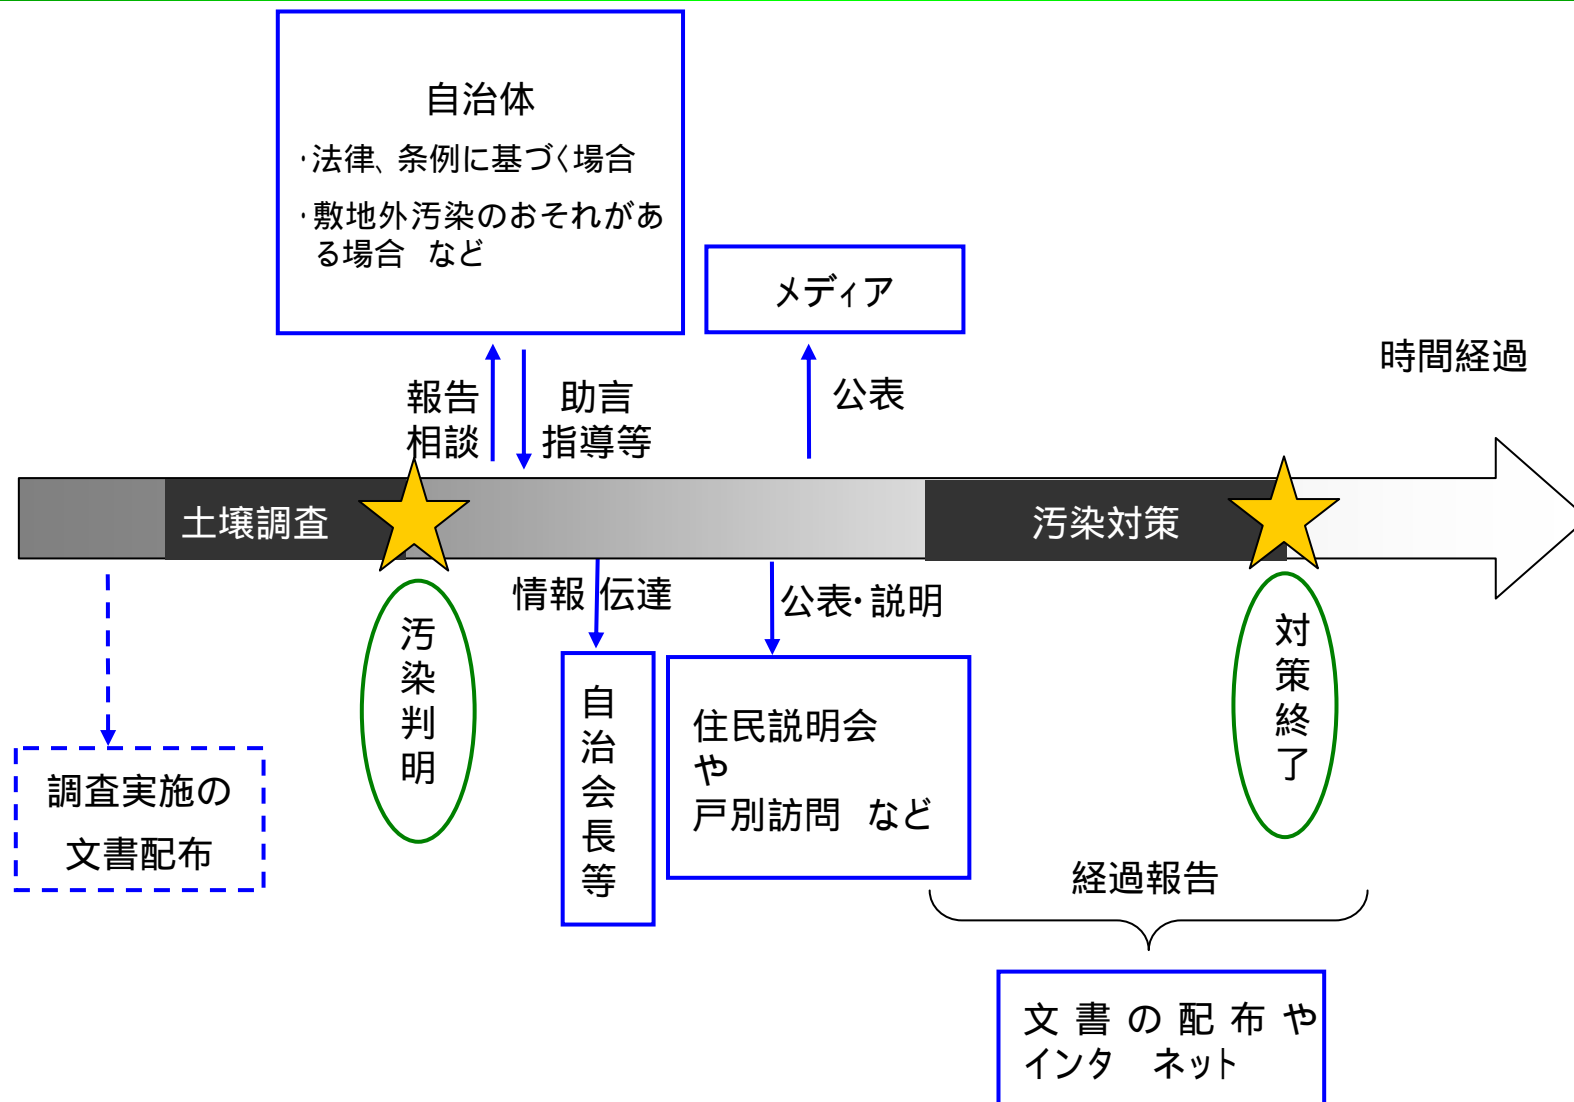 自治体
・法律、条例に基づく場合
・敷地外汚染のおそれがあ
る場合 など
メディア
時間経過
報告
相談
助言
指導等
公表
土壌調査
汚染対策
情報 伝達
公表・説明
汚染判明
対策終了
調査実施の
文書配布
自治会長等
住民説明会
や
戸別訪問 など
経過報告
文書の配布や
インタ ネット